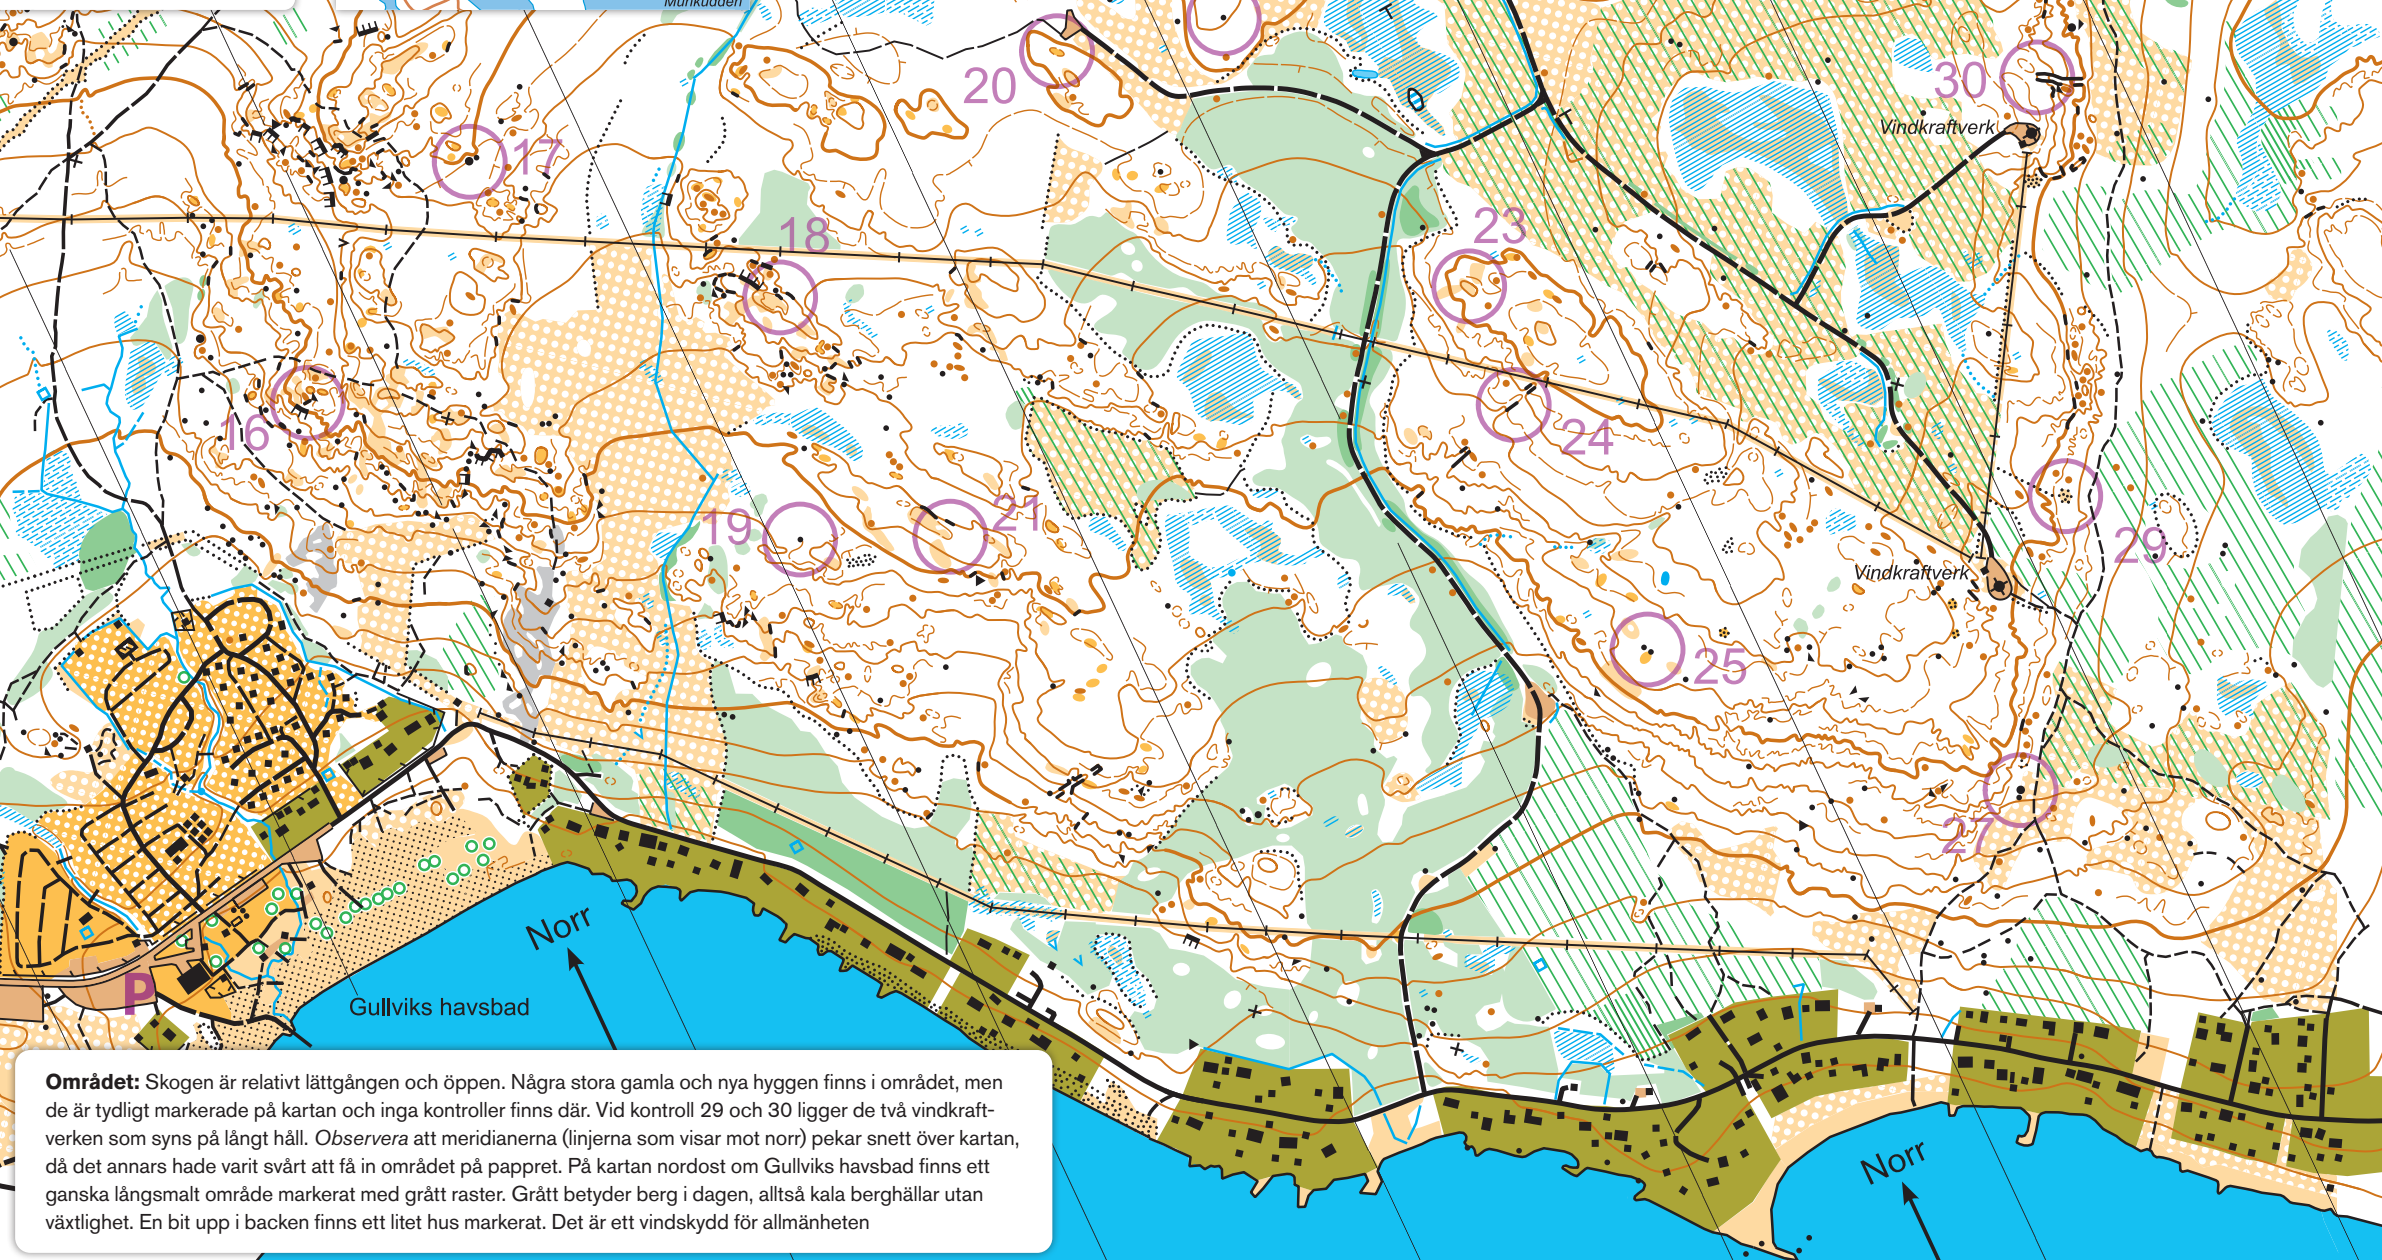 Munkudden
20
30
Vindkraftverk
17
18
23
16
24
19
21
29
Vindkraftverk
25
27
Norr
P
Gullviks havsbad
Norr
Området: Skogen är relativt lättgången och öppen. Några stora gamla och nya hyggen finns i området, men
de är tydligt markerade på kartan och inga kontroller finns där. Vid kontroll 29 och 30 ligger de två vindkraft-
verken som syns på långt håll. Observera att meridianerna (linjerna som visar mot norr) pekar snett över kartan,
då det annars hade varit svårt att få in området på pappret. På kartan nordost om Gullviks havsbad finns ett
ganska långsmalt område markerat med grått raster. Grått betyder berg i dagen, alltså kala berghällar utan
växtlighet. En bit upp i backen finns ett litet hus markerat. Det är ett vindskydd för allmänheten